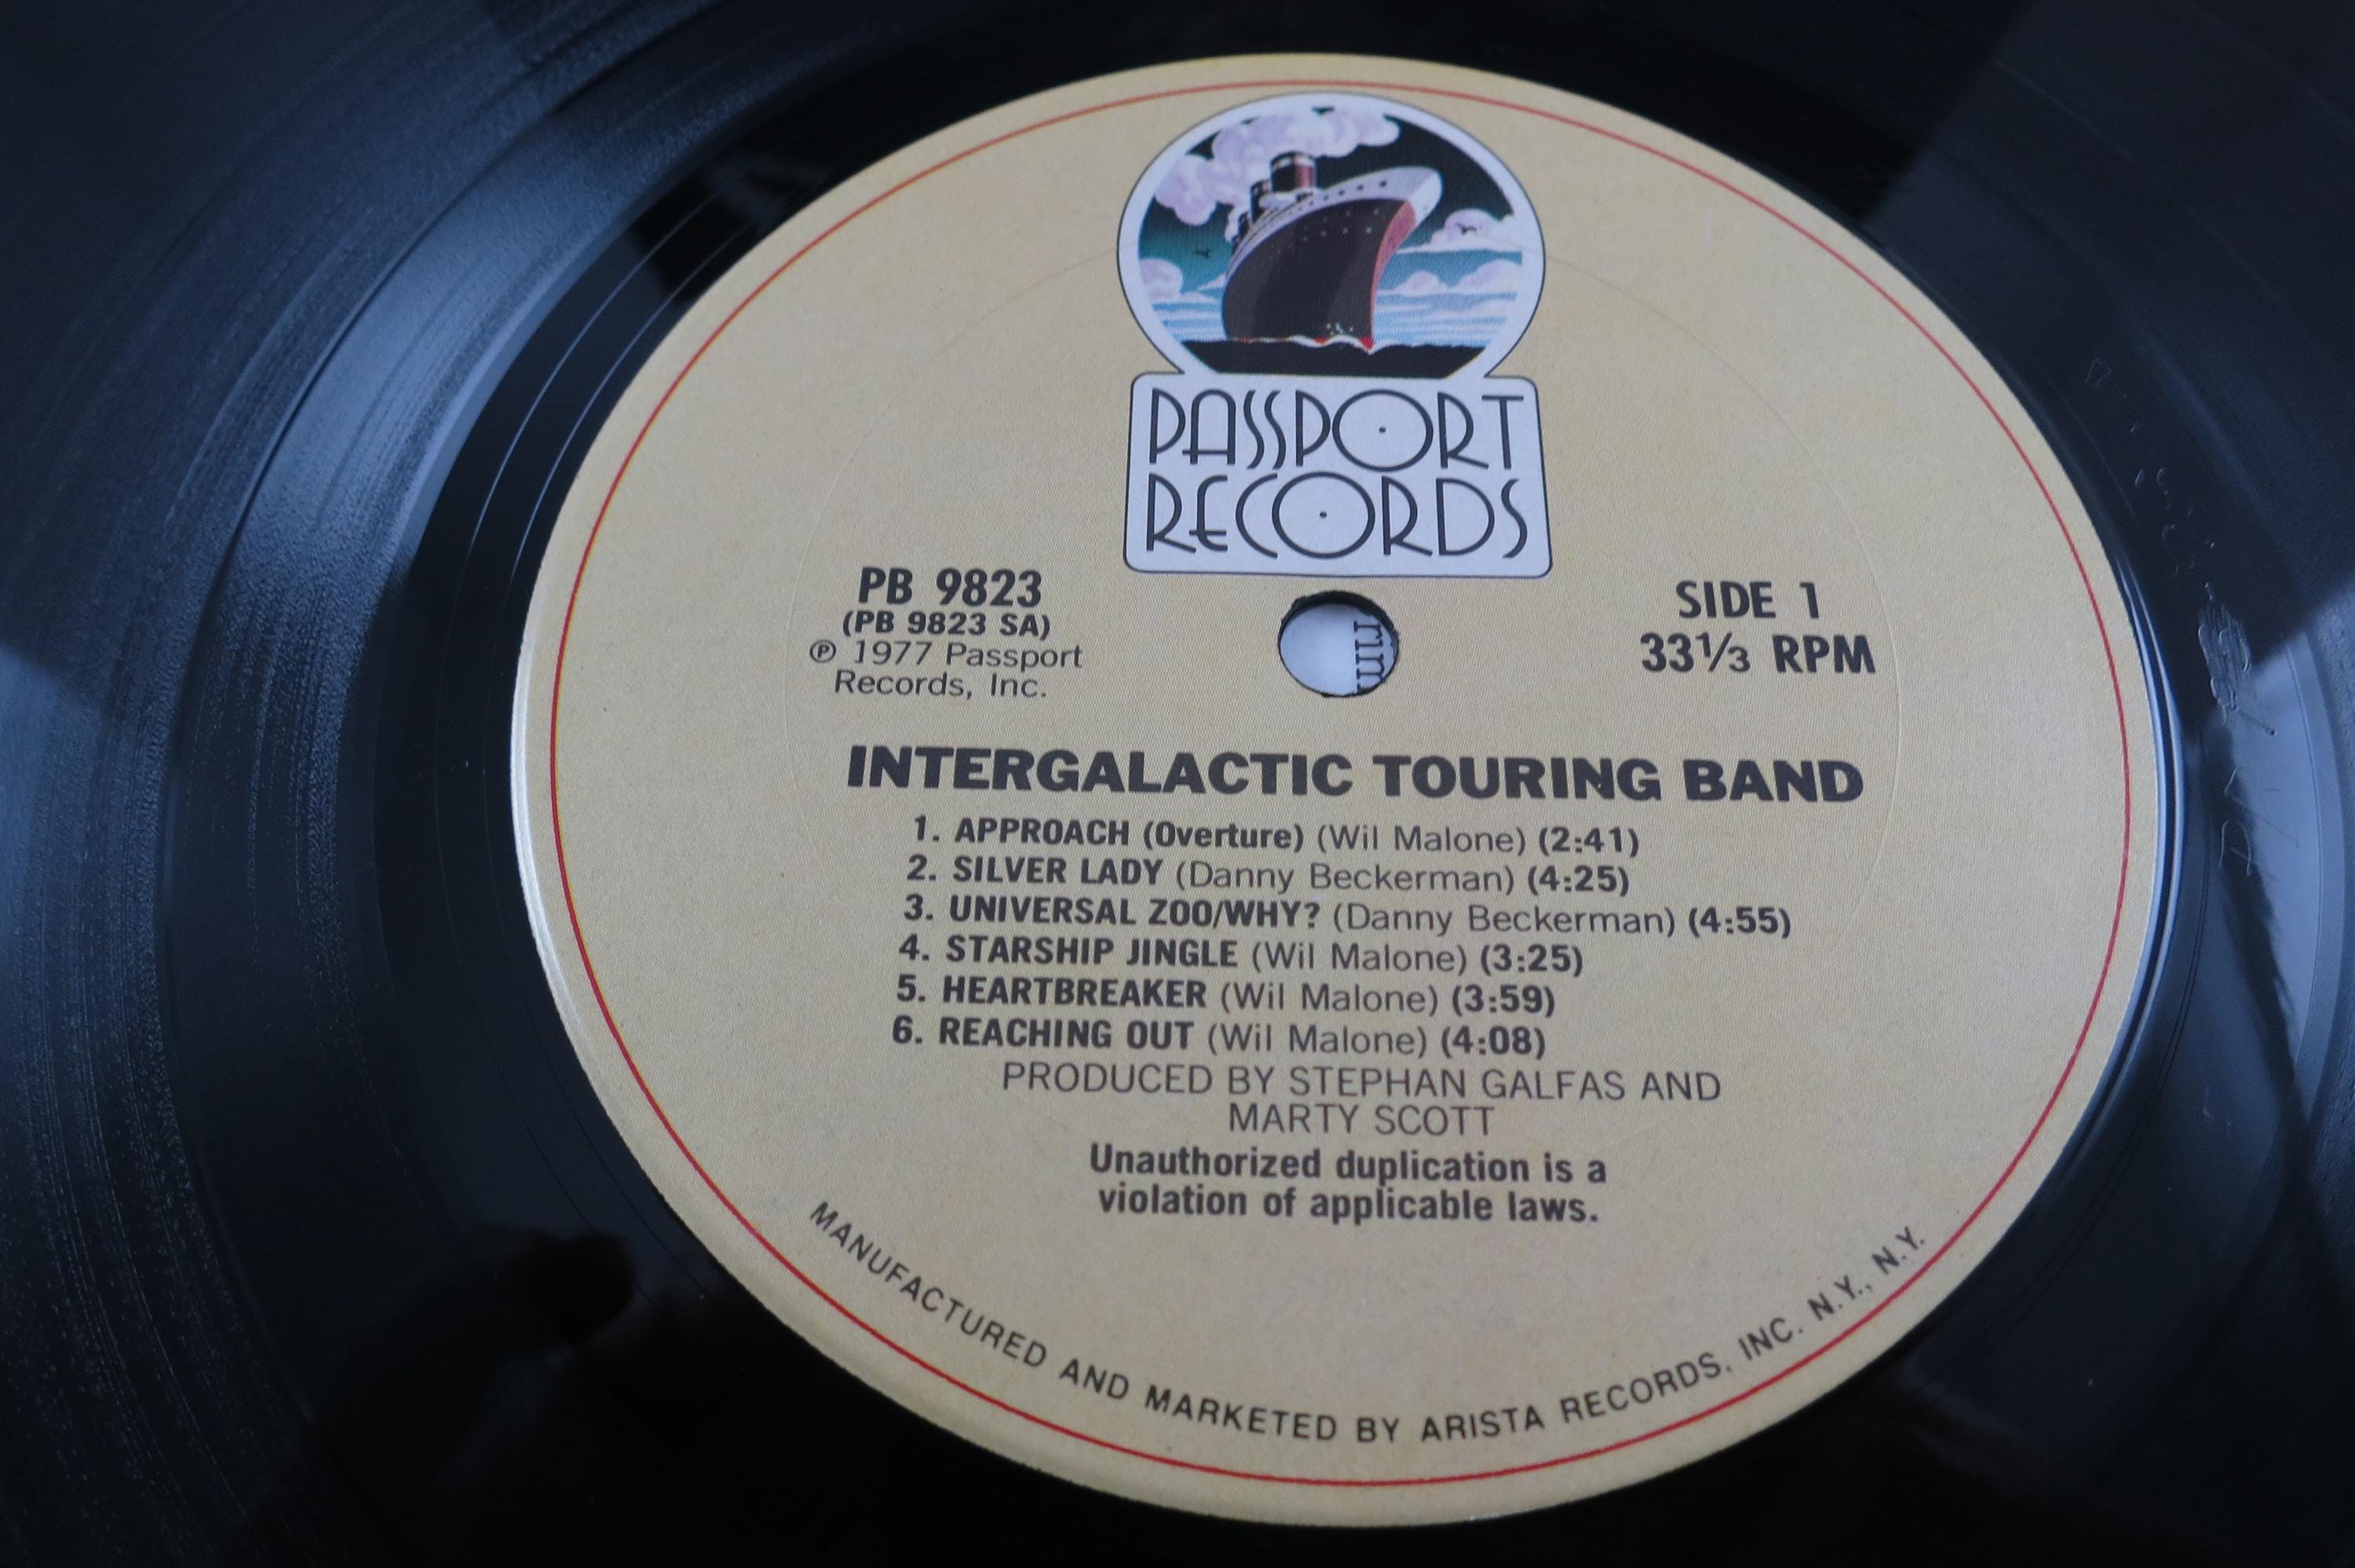 PASSPORT
RECORDS
PB 9823
(PB 9823 SA)
℗ 1977 Passport
Records, Inc.
SIDE 1
33⅓ RPM
INTERGALACTIC TOURING BAND
1. APPROACH (Overture) (Wil Malone) (2:41)
2. SILVER LADY (Danny Beckerman) (4:25)
3. UNIVERSAL ZOO/WHY? (Danny Beckerman) (4:55)
4. STARSHIP JINGLE (Wil Malone) (3:25)
5. HEARTBREAKER (Wil Malone) (3:59)
6. REACHING OUT (Wil Malone) (4:08)
PRODUCED BY STEPHAN GALFAS AND
MARTY SCOTT
Unauthorized duplication is a
violation of applicable laws.
MANUFACTURED AND MARKETED BY ARISTA RECORDS. INC. N.Y., N.Y.